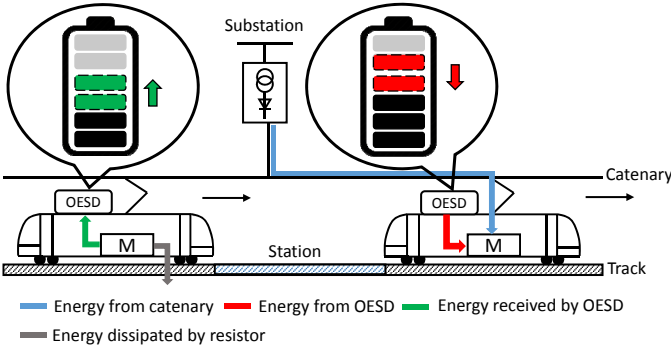 Substation
Catenary
OESD
OESD
M
M
Station
Track
Energy from catenary
Energy from OESD
Energy received by OESD
Energy dissipated by resistor